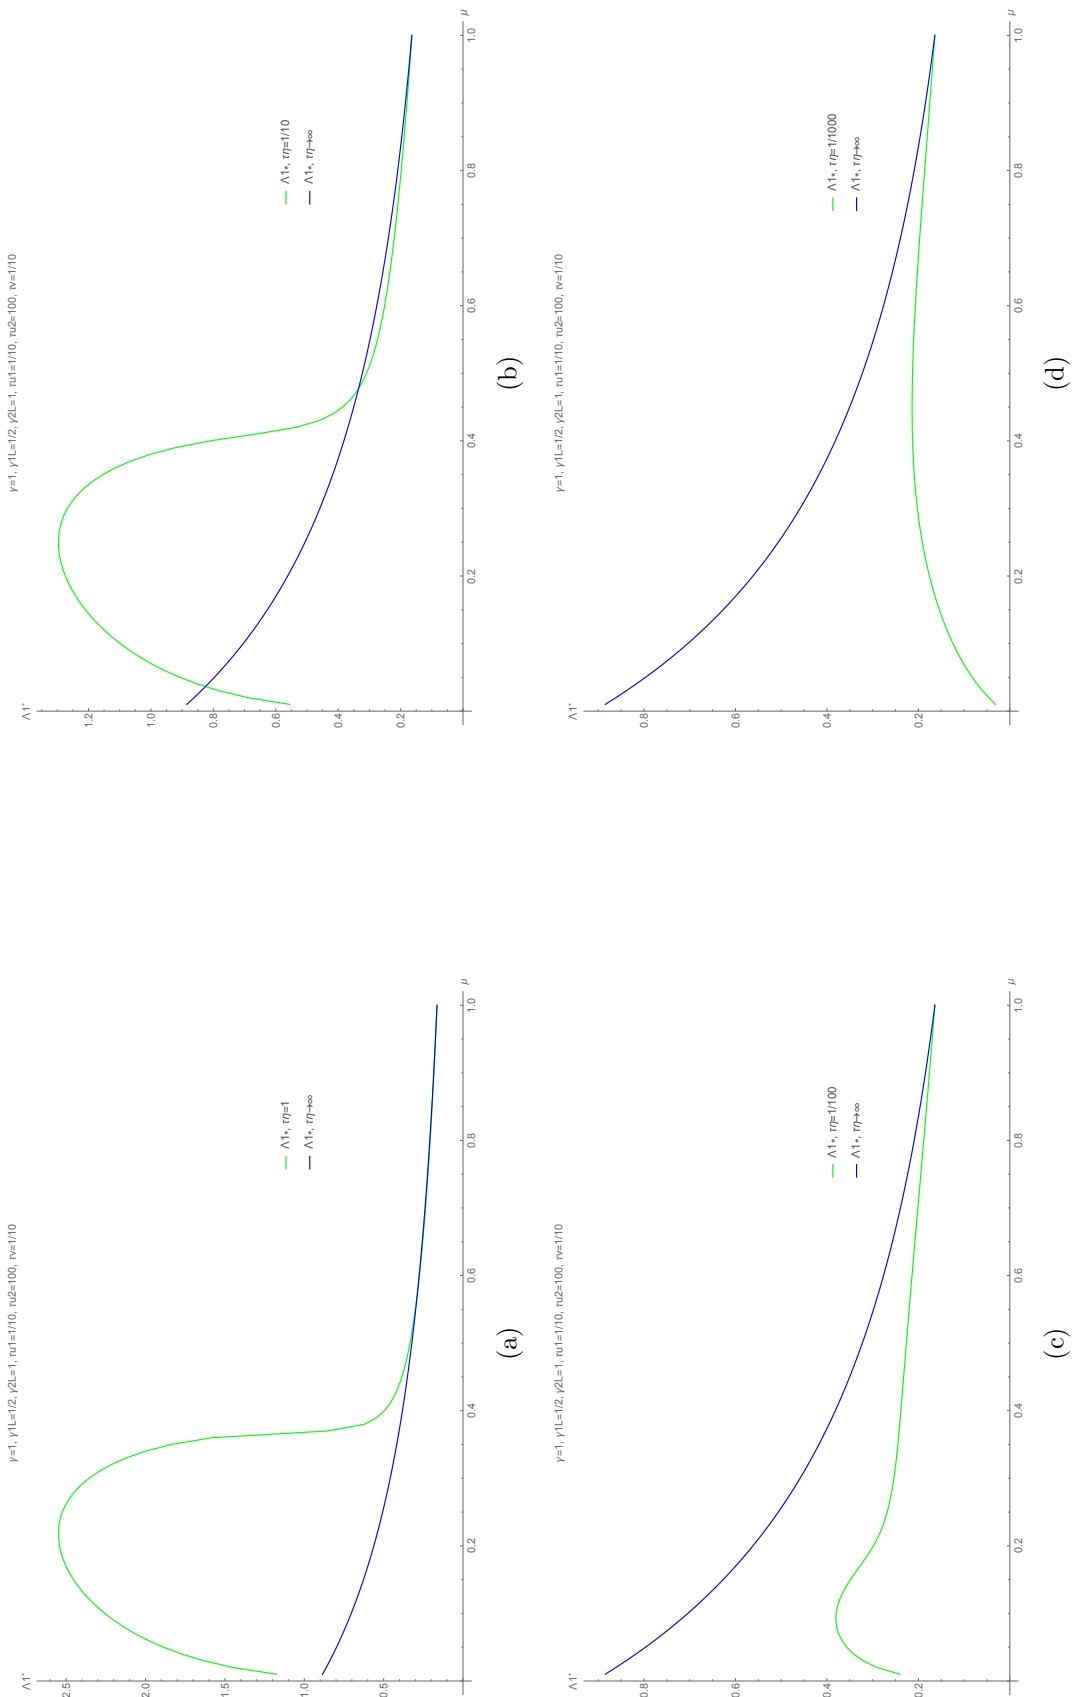 γ=1, γ1L=1/2, γ2L=1, τu1=1/10, τu2=100, τv=1/10
Λ1*
2.5
2.0
1.5
1.0
0.5
0.2
0.4
0.6
0.8
1.0
μ
Λ1*, τη=1
Λ1*, τη→∞
(a)
γ=1, γ1L=1/2, γ2L=1, τu1=1/10, τu2=100, τv=1/10
Λ1*
1.2
1.0
0.8
0.6
0.4
0.2
0.2
0.4
0.6
0.8
1.0
μ
Λ1*, τη=1/10
Λ1*, τη→∞
(b)
γ=1, γ1L=1/2, γ2L=1, τu1=1/10, τu2=100, τv=1/10
Λ1*
0.8
0.6
0.4
0.2
0.2
0.4
0.6
0.8
1.0
μ
Λ1*, τη=1/100
Λ1*, τη→∞
(c)
γ=1, γ1L=1/2, γ2L=1, τu1=1/10, τu2=100, τv=1/10
Λ1*
0.8
0.6
0.4
0.2
0.2
0.4
0.6
0.8
1.0
μ
Λ1*, τη=1/1000
Λ1*, τη→∞
(d)